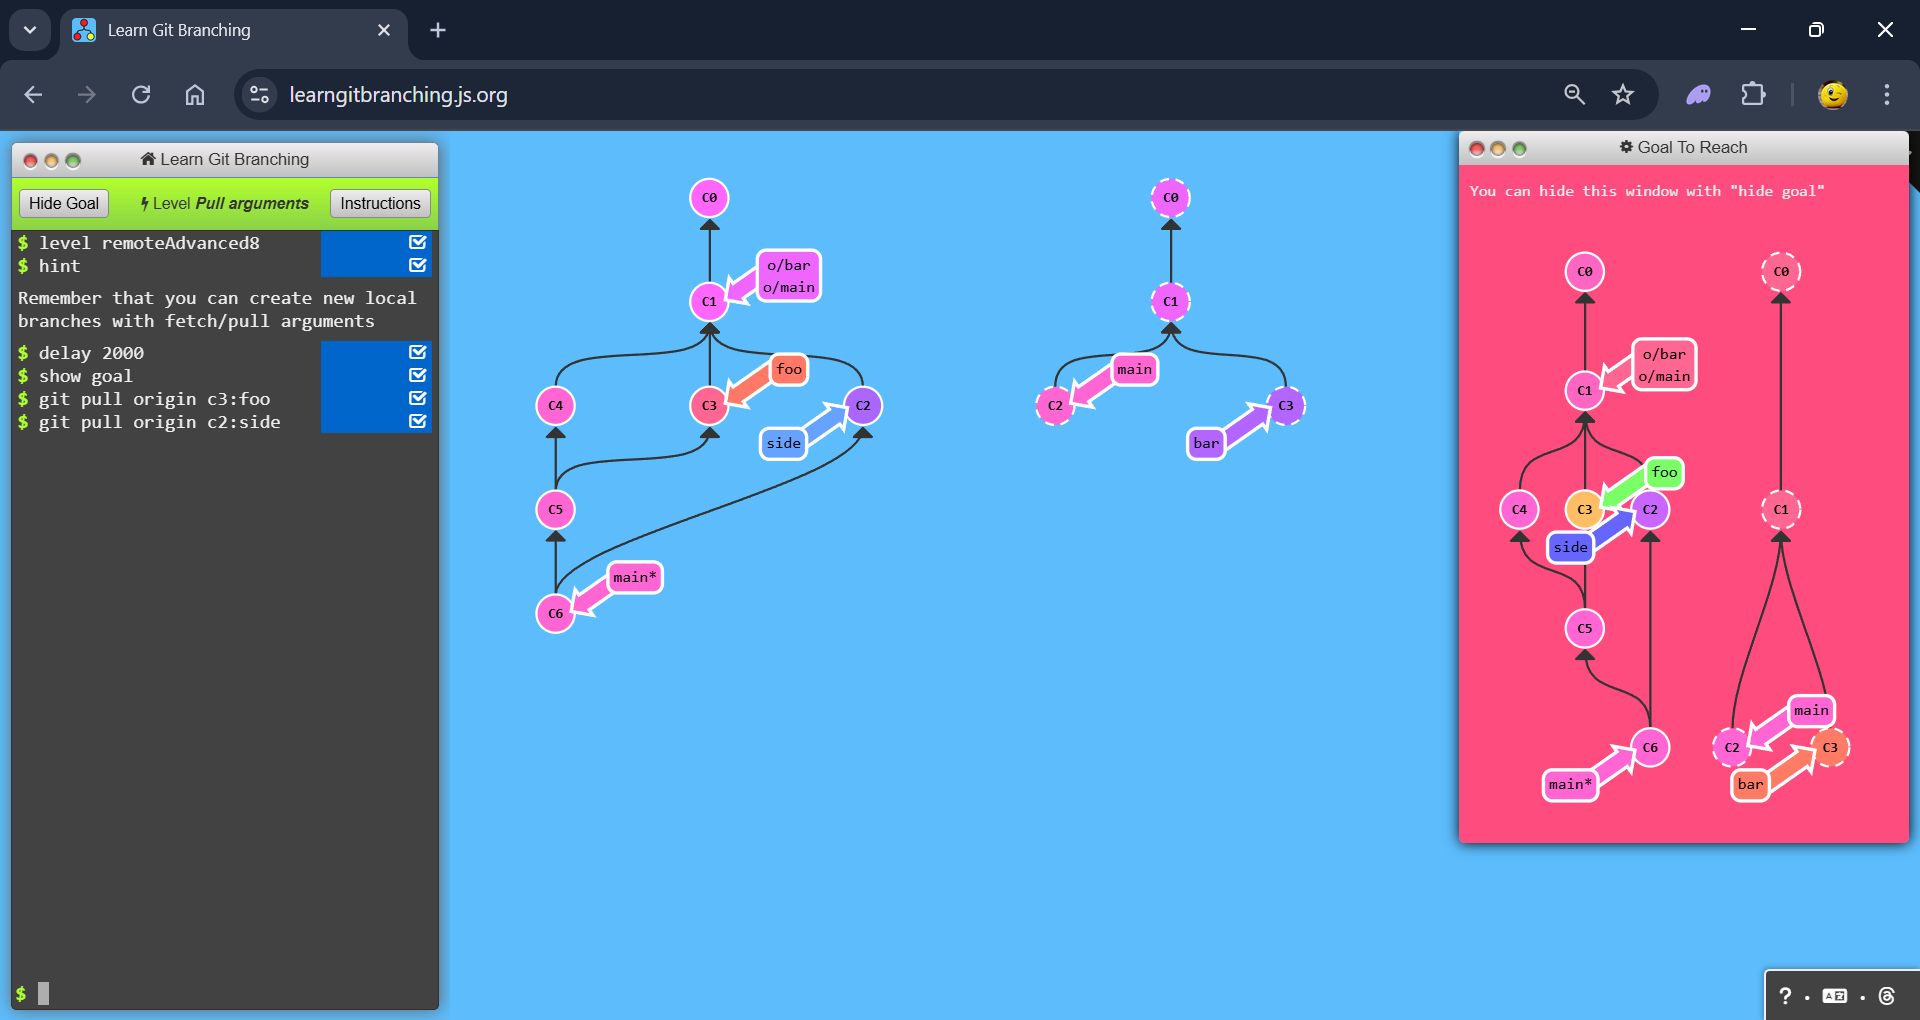 Learn Git Branching
learngitbranching.js.org
Learn Git Branching
Hide Goal
Level Pull arguments
Instructions
$ level remoteAdvanced8
$ hint
Remember that you can create new local
branches with fetch/pull arguments
$ delay 2000
$ show goal
$ git pull origin c3:foo
$ git pull origin c2:side
$
C0
o/bar
o/main
C1
foo
C4
C3
C2
side
C5
main*
C6
C0
C1
main
C2
C3
bar
Goal To Reach
You can hide this window with "hide goal"
C0
C0
o/bar
o/main
C1
foo
C4
C3
C2
C1
side
C5
main
C6
C2
C3
main*
bar
?